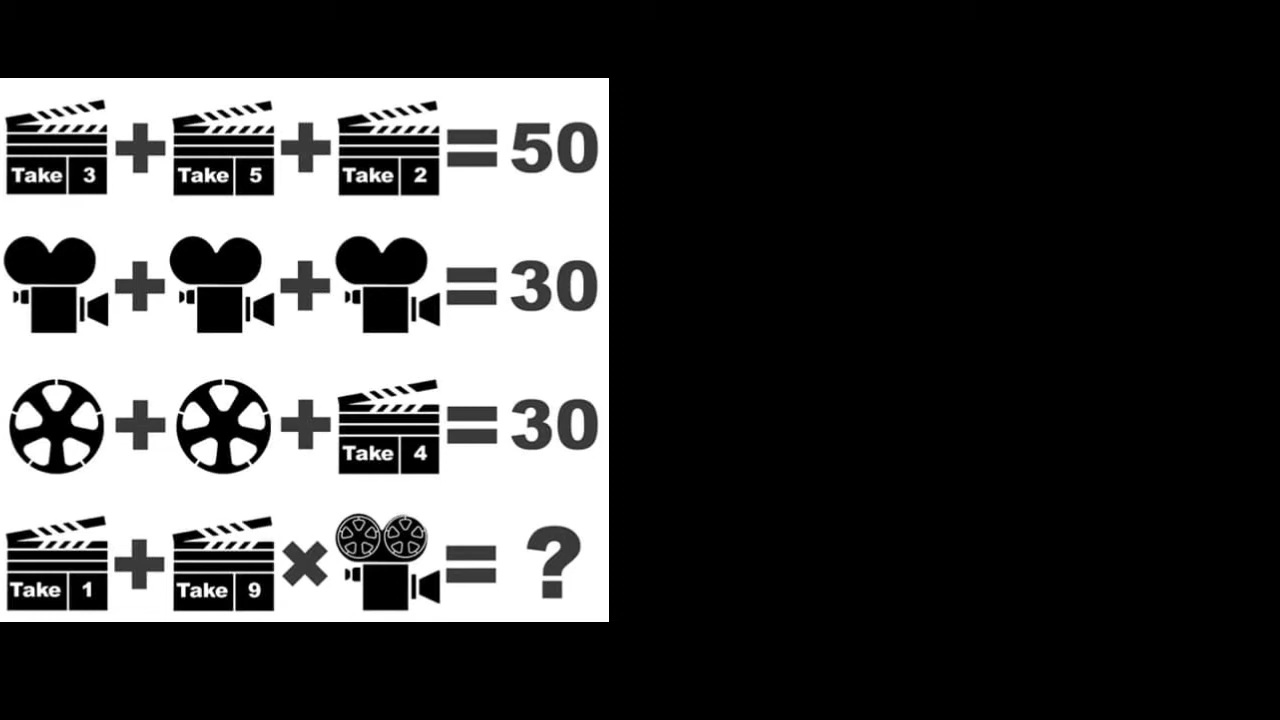 Take 3 + Take 5 + Take 2 = 50
+ + = 30
+ + Take 4 = 30
Take 1 + Take 9 × = ?